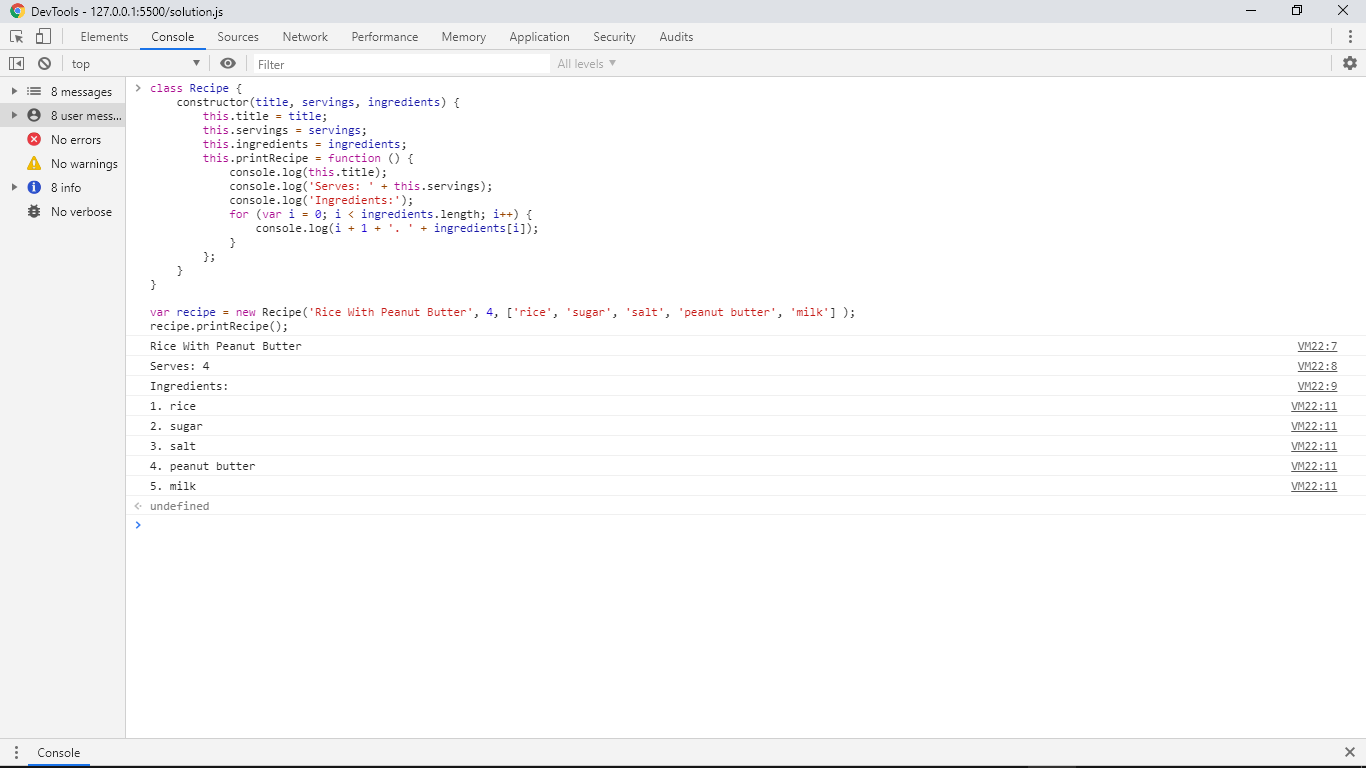 DevTools - 127.0.0.1:5500/solution.js
Elements Console Sources Network Performance Memory Application Security Audits
top Filter All levels
8 messages
8 user mess...
No errors
No warnings
8 info
No verbose
class Recipe {
    constructor(title, servings, ingredients) {
        this.title = title;
        this.servings = servings;
        this.ingredients = ingredients;
        this.printRecipe = function () {
            console.log(this.title);
            console.log('Serves: ' + this.servings);
            console.log('Ingredients:');
            for (var i = 0; i < ingredients.length; i++) {
                console.log(i + 1 + '. ' + ingredients[i]);
            }
        };
    }
}
var recipe = new Recipe('Rice With Peanut Butter', 4, ['rice', 'sugar', 'salt', 'peanut butter', 'milk'] );
recipe.printRecipe();
Rice With Peanut Butter VM22:7
Serves: 4 VM22:8
Ingredients: VM22:9
1. rice VM22:11
2. sugar VM22:11
3. salt VM22:11
4. peanut butter VM22:11
5. milk VM22:11
undefined
Console